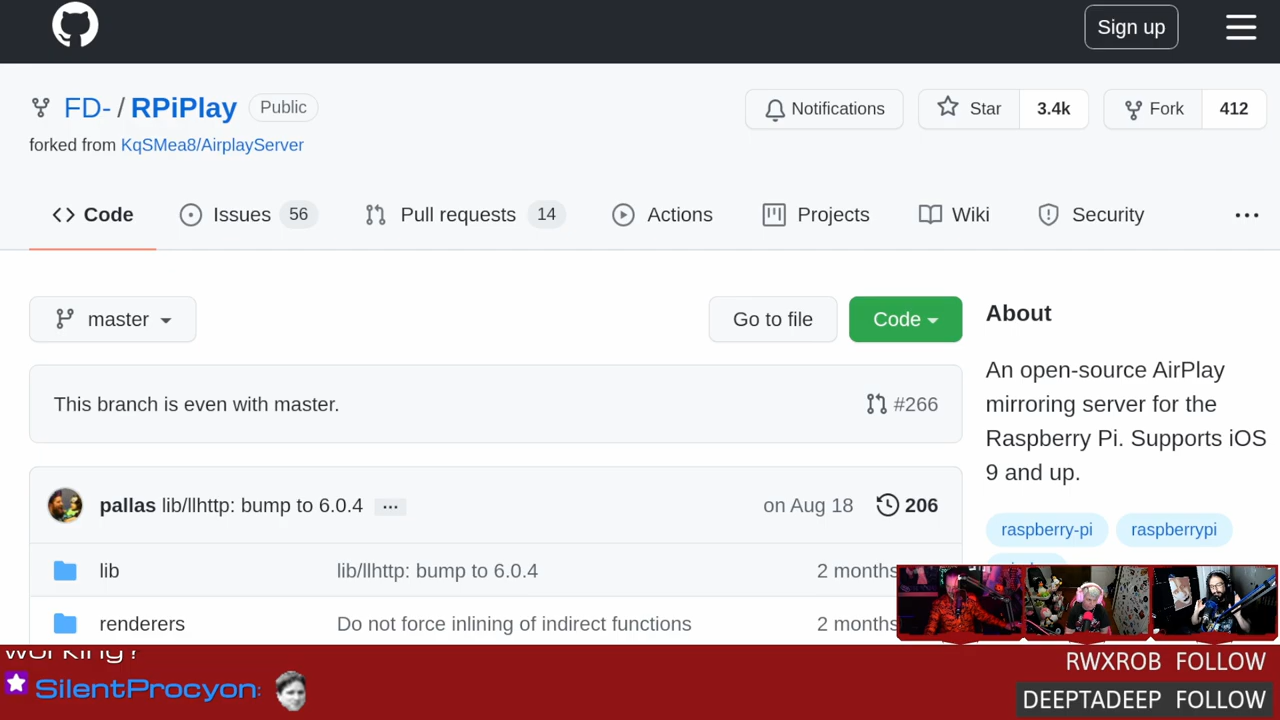 Sign up
FD- / RPiPlay Public
Notifications Star 3.4k Fork 412
forked from KqSMea8/AirplayServer
Code Issues 56 Pull requests 14 Actions Projects Wiki Security ...
master Go to file Code About
An open-source AirPlay
mirroring server for the
Raspberry Pi. Supports iOS
9 and up.
This branch is even with master. #266
pallas lib/llhttp: bump to 6.0.4 ... on Aug 18 206
raspberry-pi raspberrypi
lib lib/llhttp: bump to 6.0.4 2 months
renderers Do not force inlining of indirect functions 2 months
working?
SilentProcyon:
RWXROB FOLLOW
DEEPTADEEP FOLLOW